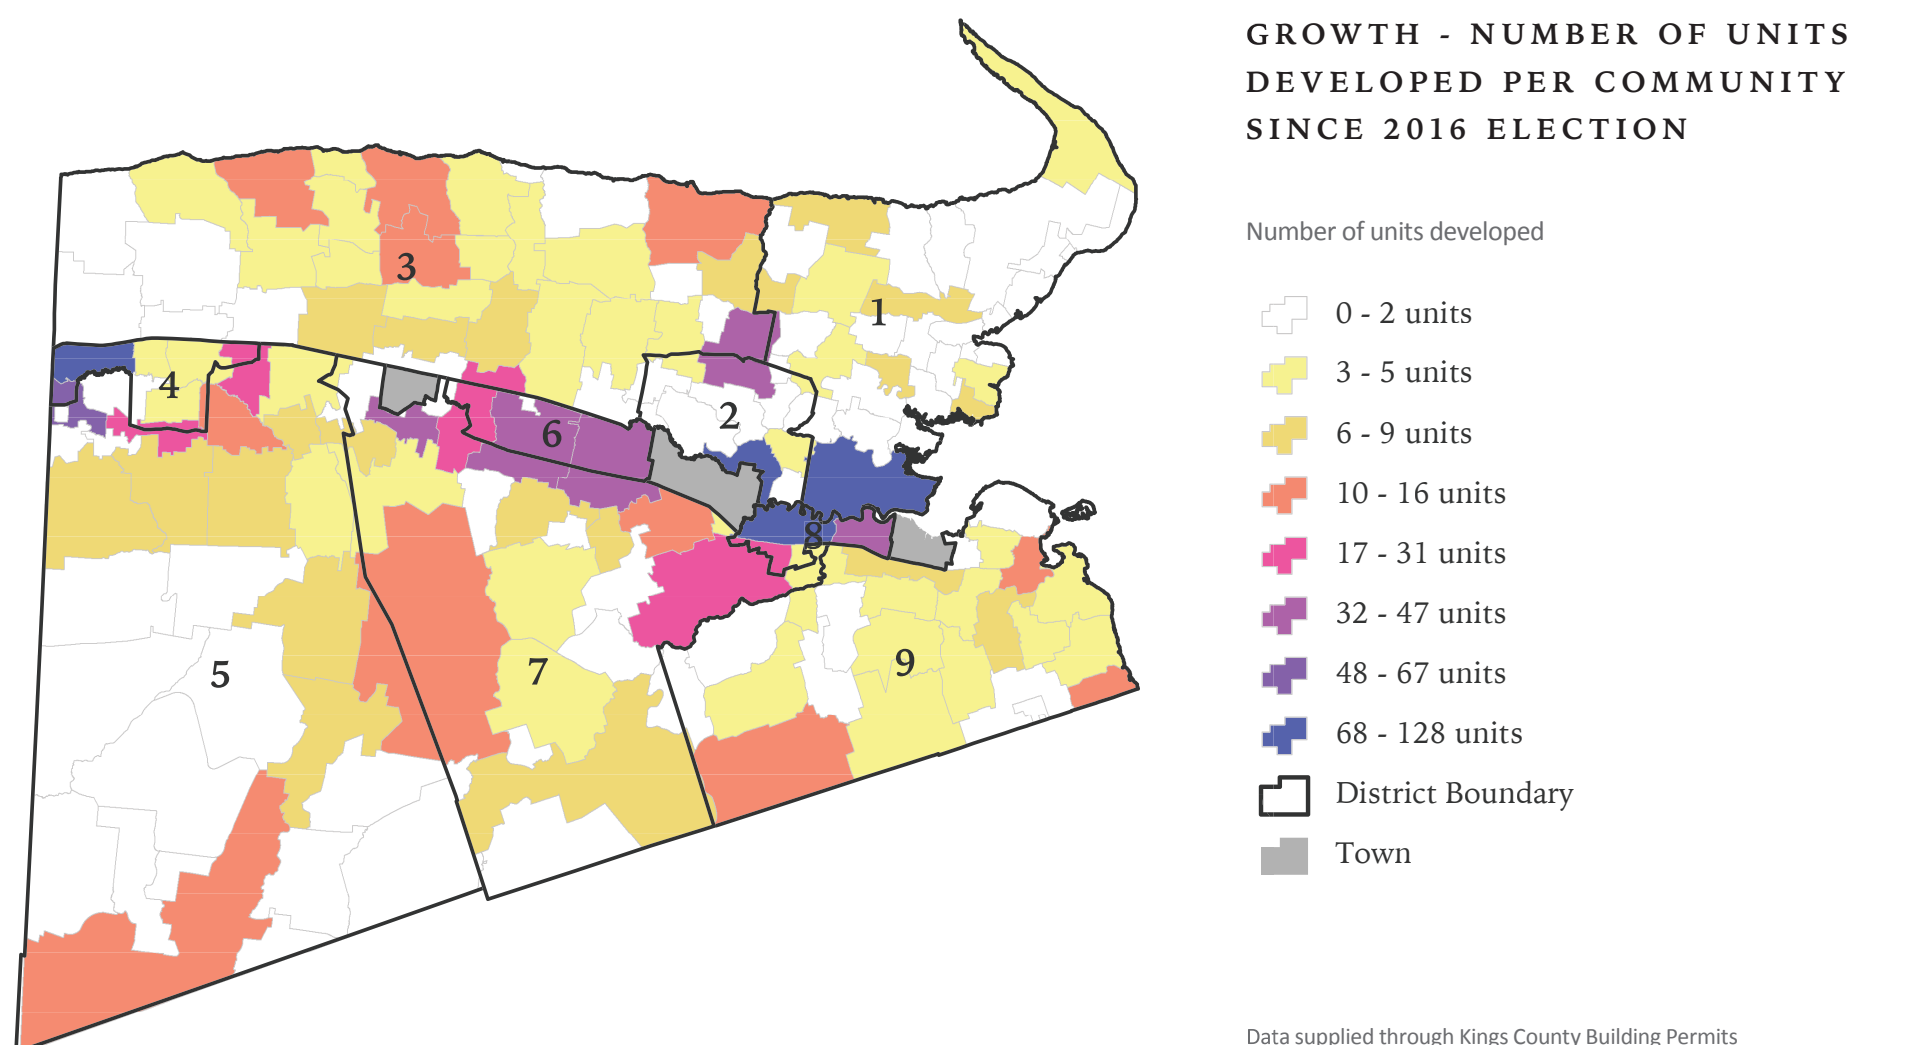 GROWTH - NUMBER OF UNITS
DEVELOPED PER COMMUNITY
SINCE 2016 ELECTION
Number of units developed
0 - 2 units
3 - 5 units
6 - 9 units
10 - 16 units
17 - 31 units
32 - 47 units
48 - 67 units
68 - 128 units
District Boundary
Town
3
1
4
2
6
8
5
7
9
Data supplied through Kings County Building Permits